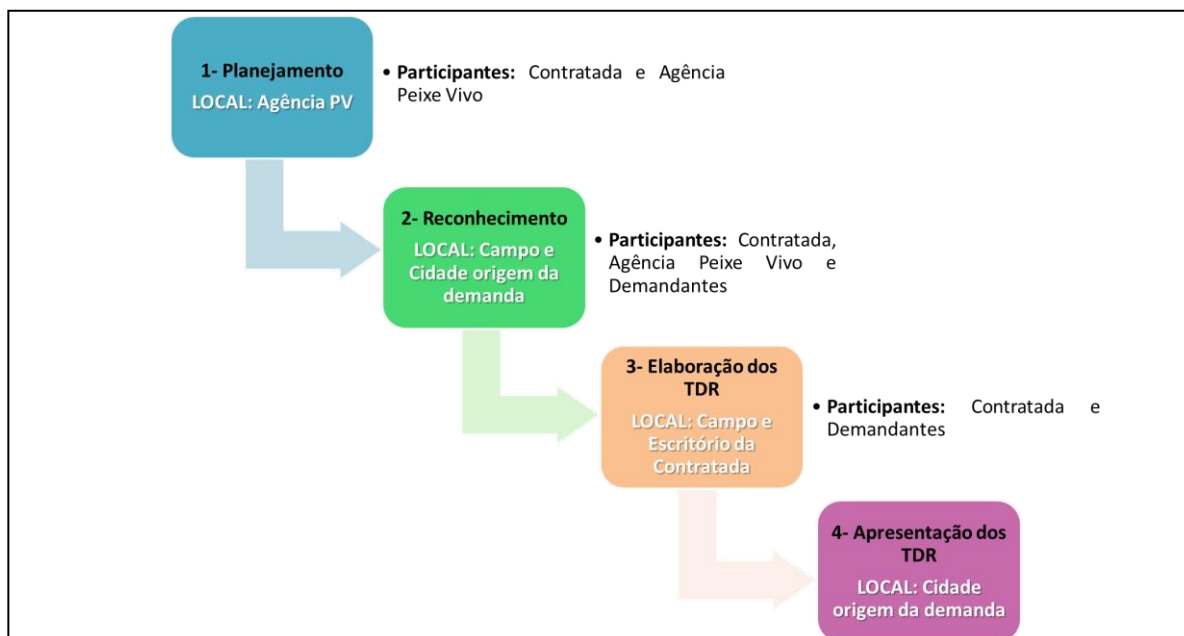 1- Planejamento
LOCAL: Agência PV
• Participantes: Contratada e Agência
Peixe Vivo
2- Reconhecimento
LOCAL: Campo e
Cidade origem da
demanda
• Participantes: Contratada,
Agência Peixe Vivo e
Demandantes
3- Elaboração dos
TDR
LOCAL: Campo e
Escritório da
Contratada
• Participantes: Contratada e
Demandantes
4- Apresentação dos
TDR
LOCAL: Cidade
origem da demanda